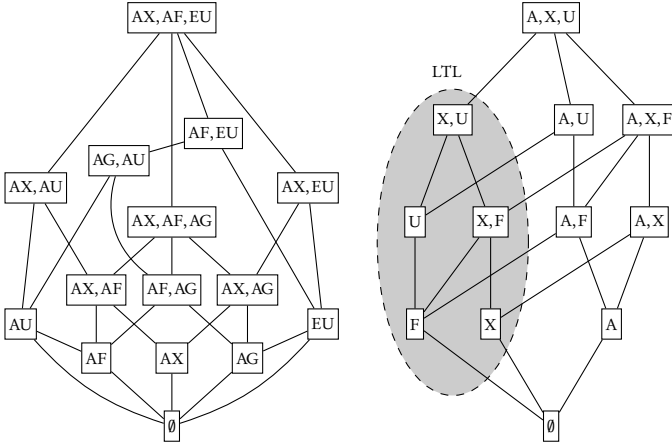 AX, AF, EU
A, X, U
LTL
AF, EU
X, U
A, U
A, X, F
AG, AU
AX, AU
AX, EU
AX, AF, AG
U
X, F
A, F
A, X
AX, AF
AF, AG
AX, AG
AU
EU
F
X
A
AF
AX
AG
∅
∅